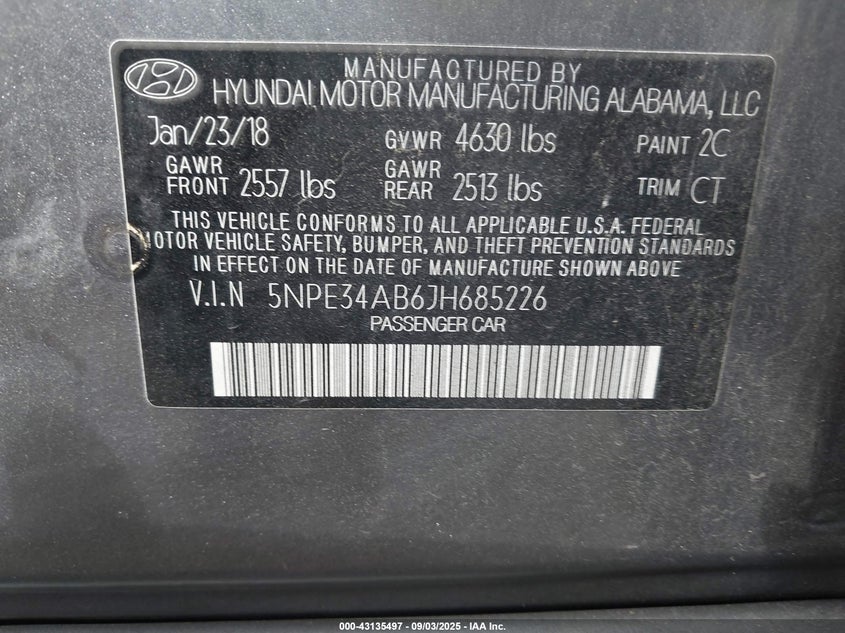 MANUFACTURED BY
HYUNDAI MOTOR MANUFACTURING ALABAMA, LLC
Jan/23/18 GVWR 4630 lbs PAINT 2C
GAWR FRONT 2557 lbs GAWR REAR 2513 lbs TRIM CT
THIS VEHICLE CONFORMS TO ALL APPLICABLE U.S.A. FEDERAL
MOTOR VEHICLE SAFETY, BUMPER, AND THEFT PREVENTION STANDARDS
IN EFFECT ON THE DATE OF MANUFACTURE SHOWN ABOVE
V.I.N 5NPE34AB6JH685226
PASSENGER CAR
000-43135497 - 09/03/2025 - IAA Inc.